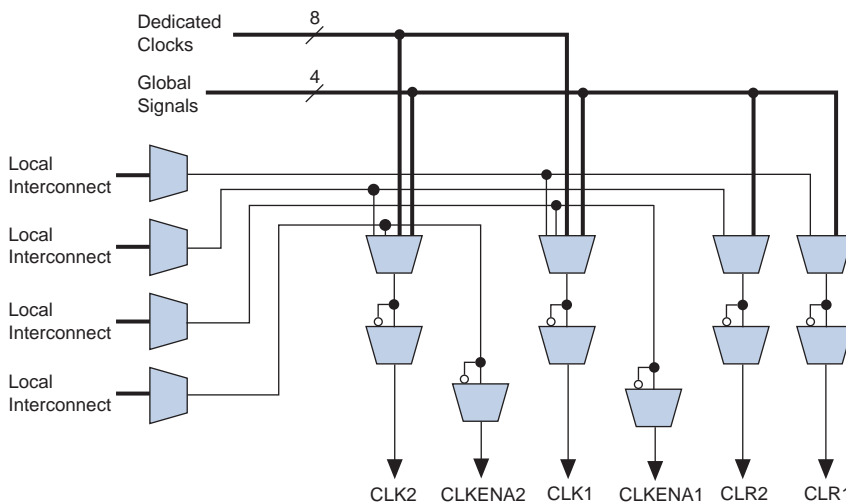 Dedicated
Clocks
8
Global
Signals
4
Local
Interconnect
Local
Interconnect
Local
Interconnect
Local
Interconnect
CLK2 CLKENA2 CLK1 CLKENA1 CLR2 CLR1